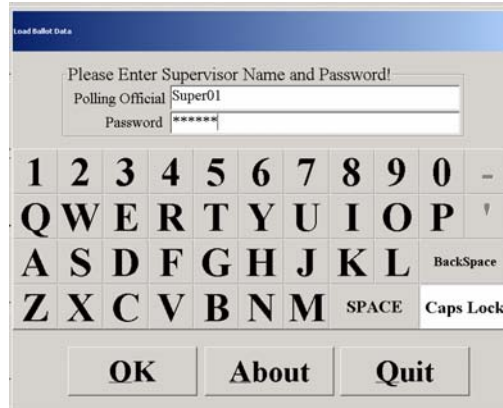 Load Ballot Data
Please Enter Supervisor Name and Password!
Polling Official Super01
Password ******
1 2 3 4 5 6 7 8 9 0 -
Q W E R T Y U I O P '
A S D F G H J K L BackSpace
Z X C V B N M SPACE Caps Lock
OK About Quit